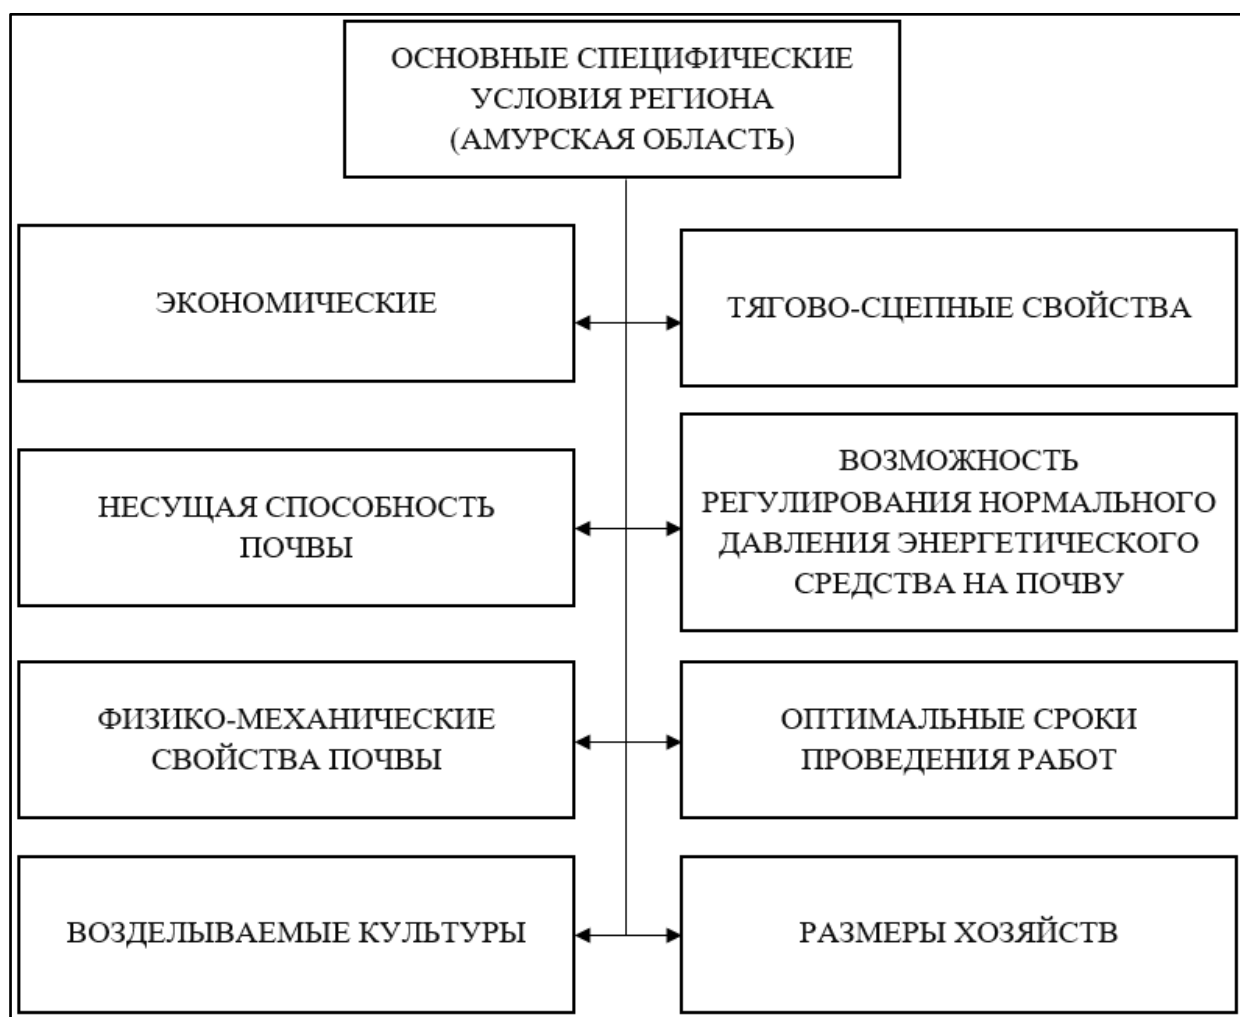 ОСНОВНЫЕ СПЕЦИФИЧЕСКИЕ
УСЛОВИЯ РЕГИОНА
(АМУРСКАЯ ОБЛАСТЬ)
ЭКОНОМИЧЕСКИЕ
ТЯГОВО-СЦЕПНЫЕ СВОЙСТВА
НЕСУЩАЯ СПОСОБНОСТЬ
ПОЧВЫ
ВОЗМОЖНОСТЬ
РЕГУЛИРОВАНИЯ НОРМАЛЬНОГО
ДАВЛЕНИЯ ЭНЕРГЕТИЧЕСКОГО
СРЕДСТВА НА ПОЧВУ
ФИЗИКО-МЕХАНИЧЕСКИЕ
СВОЙСТВА ПОЧВЫ
ОПТИМАЛЬНЫЕ СРОКИ
ПРОВЕДЕНИЯ РАБОТ
ВОЗДЕЛЫВАЕМЫЕ КУЛЬТУРЫ
РАЗМЕРЫ ХОЗЯЙСТВ